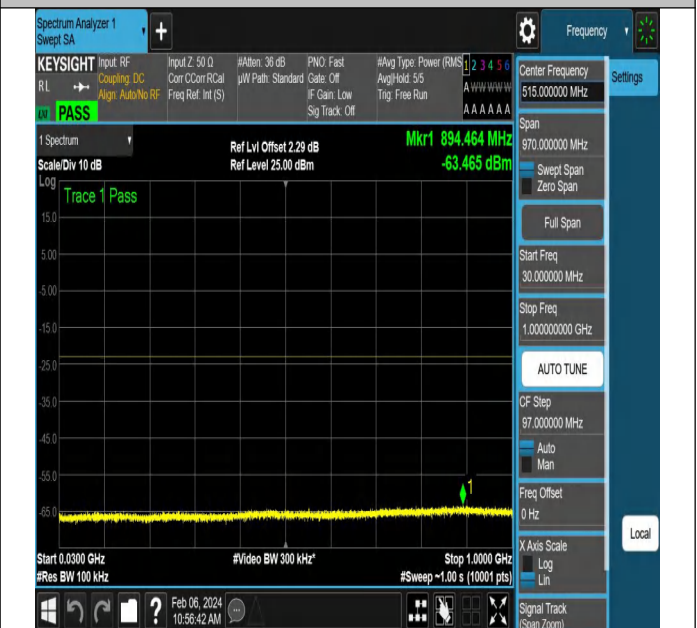 Spectrum Analyzer 1
Swept SA
+
Frequency
KEYSIGHT
RL
PASS
Input: RF
Coupling: DC
Align: Auto/No RF
Input Z: 50 Ω
Corr CCorr RCal
Freq Ref: Int (S)
#Atten: 36 dB
µW Path: Standard
PNO: Fast
Gate: Off
IF Gain: Low
Sig Track: Off
#Avg Type: Power (RMS
Avg|Hold: 5/5
Trig: Free Run
1 2 3 4 5 6
A W W W W W
A A A A A A
Center Frequency
515.000000 MHz
Settings
1 Spectrum
Scale/Div 10 dB
Ref Lvl Offset 2.29 dB
Ref Level 25.00 dBm
Mkr1 894.464 MHz
-63.465 dBm
Log
Trace 1 Pass
15.0
5.00
-5.00
-15.0
-25.0
-35.0
-45.0
-55.0
-65.0
1
Start 0.0300 GHz
#Res BW 100 kHz
#Video BW 300 kHz*
Stop 1.0000 GHz
#Sweep ~1.00 s (10001 pts)
Span
970.000000 MHz
Swept Span
Zero Span
Full Span
Start Freq
30.000000 MHz
Stop Freq
1.000000000 GHz
AUTO TUNE
CF Step
97.000000 MHz
Auto
Man
Freq Offset
0 Hz
X Axis Scale
Log
Lin
Local
Signal Track
(Span Zoom)
?
Feb 06, 2024
10:56:42 AM